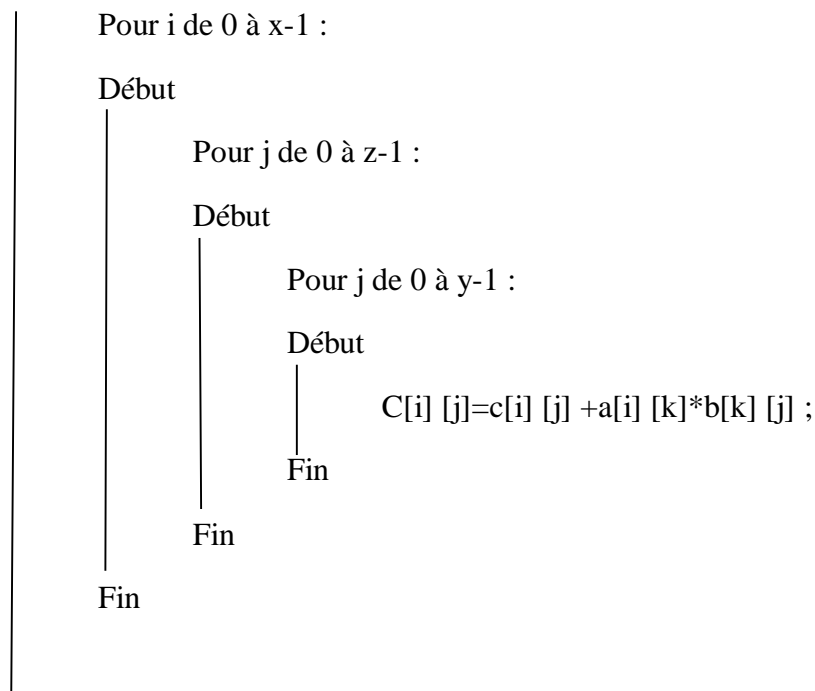 Pour i de 0 à x-1 :
Début
Pour j de 0 à z-1 :
Début
Pour j de 0 à y-1 :
Début
C[i] [j]=c[i] [j] +a[i] [k]*b[k] [j] ;
Fin
Fin
Fin